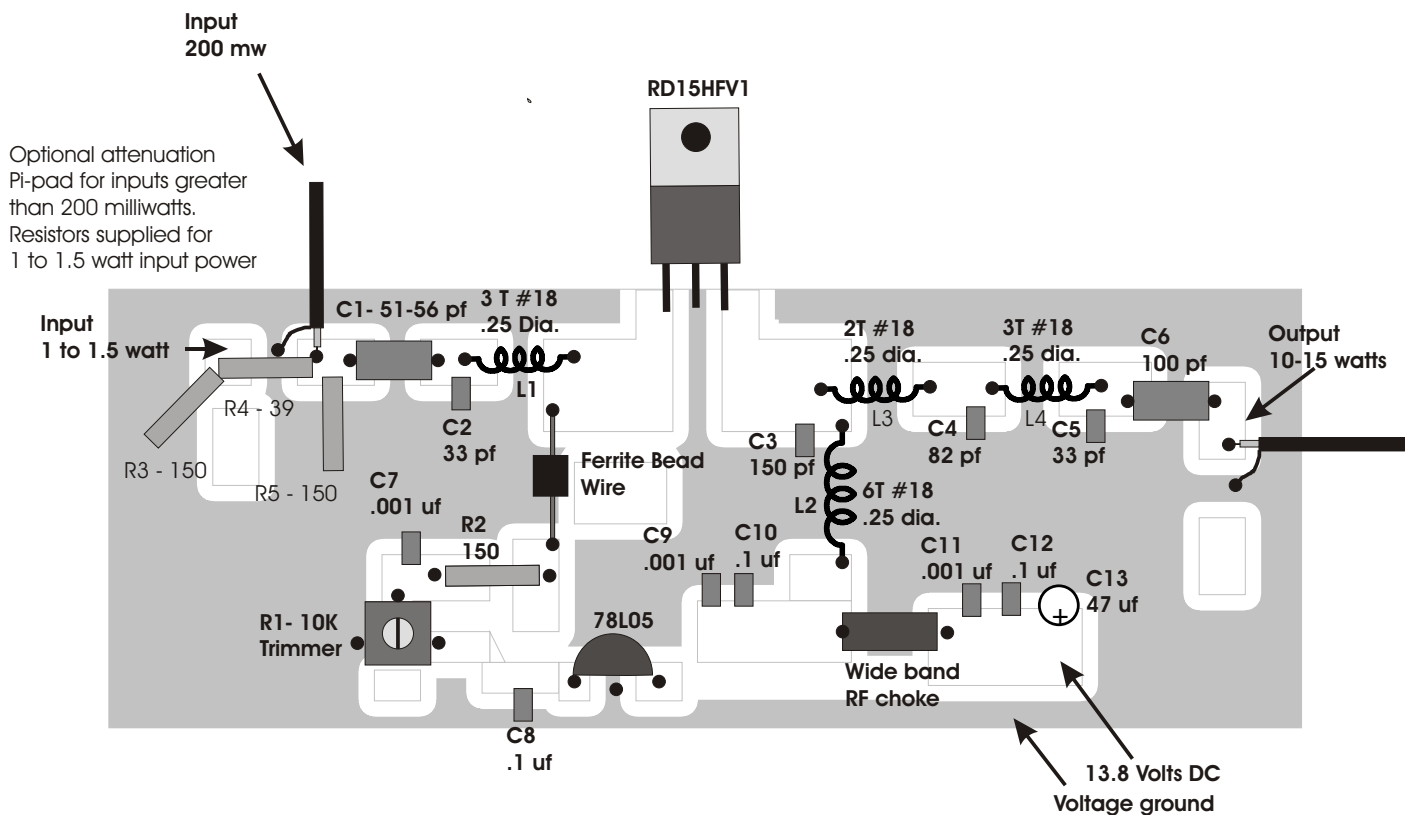 Input
200 mw
RD15HFV1
Optional attenuation
Pi-pad for inputs greater
than 200 milliwatts.
Resistors supplied for
1 to 1.5 watt input power
Input
1 to 1.5 watt
C1- 51-56 pf
3 T #18
.25 Dia.
L1
2T #18
.25 dia.
L3
3T #18
.25 dia.
L4
C6
100 pf
Output
10-15 watts
R4 - 39
R3 - 150
R5 - 150
C2
33 pf
C3
150 pf
C4
82 pf
C5
33 pf
Ferrite Bead
Wire
L2
6T #18
.25 dia.
C7
.001 uf
R2
150
C9
.001 uf
C10
.1 uf
C11
.001 uf
C12
.1 uf
C13
47 uf
+
R1- 10K
Trimmer
78L05
Wide band
RF choke
C8
.1 uf
13.8 Volts DC
Voltage ground